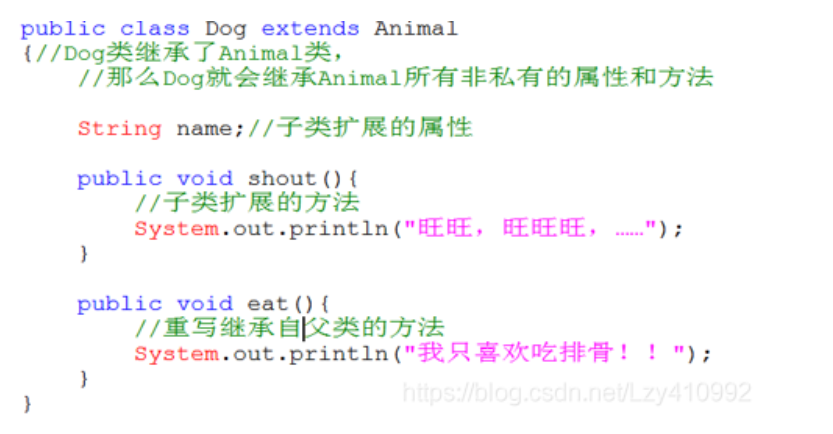 public class Dog extends Animal
{//Dog类继承了Animal类，
//那么Dog就会继承Animal所有非私有的属性和方法
String name;//子类扩展的属性
public void shout(){
//子类扩展的方法
System.out.println("旺旺，旺旺旺，……");
}
public void eat(){
//重写继承自父类的方法
System.out.println("我只喜欢吃排骨！！");
}
}
https://blog.csdn.net/Lzy410992